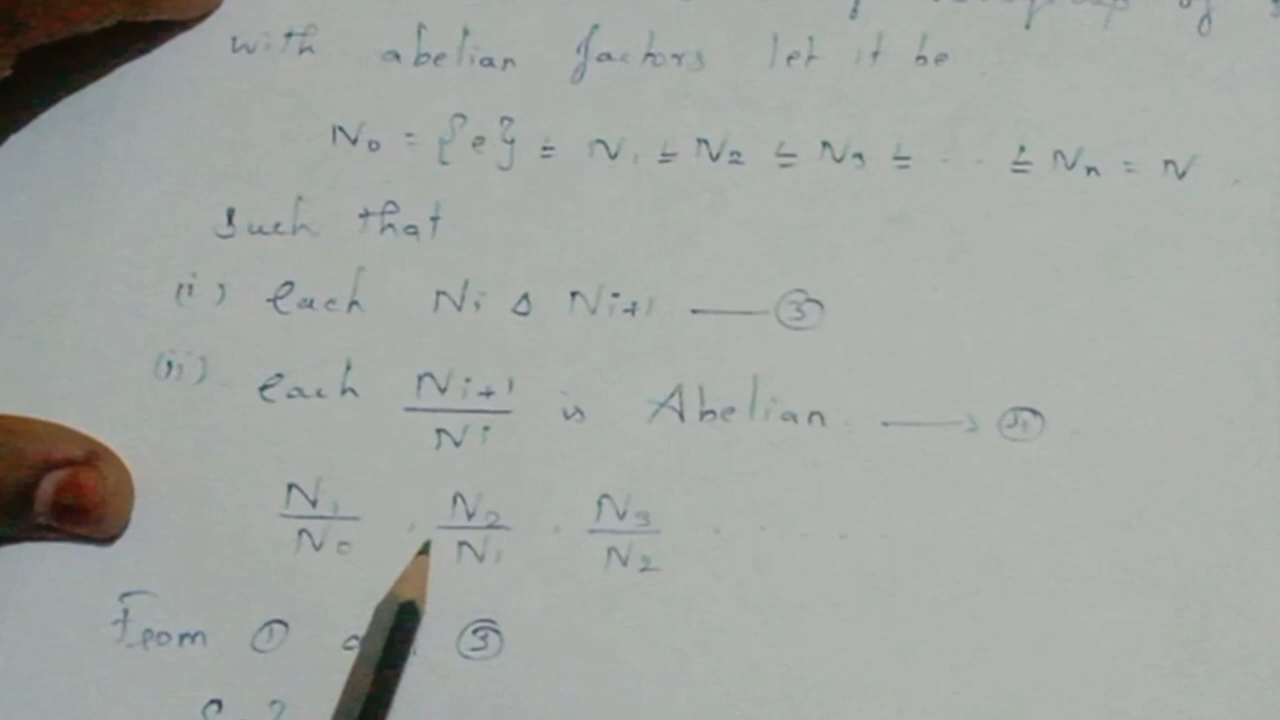 of
with abelian factors let it be
N₀ = {e} ⊆ N₁ ⊆ N₂ ⊆ N₃ ⊆ ... ⊆ Nₙ = N
Such that
(i) each Nᵢ Δ Nᵢ₊₁ —— ③
(ii) each Nᵢ₊₁/Nᵢ is Abelian ——>
N₁/N₀ , N₂/N₁ , N₃/N₂ .....
From ① ③